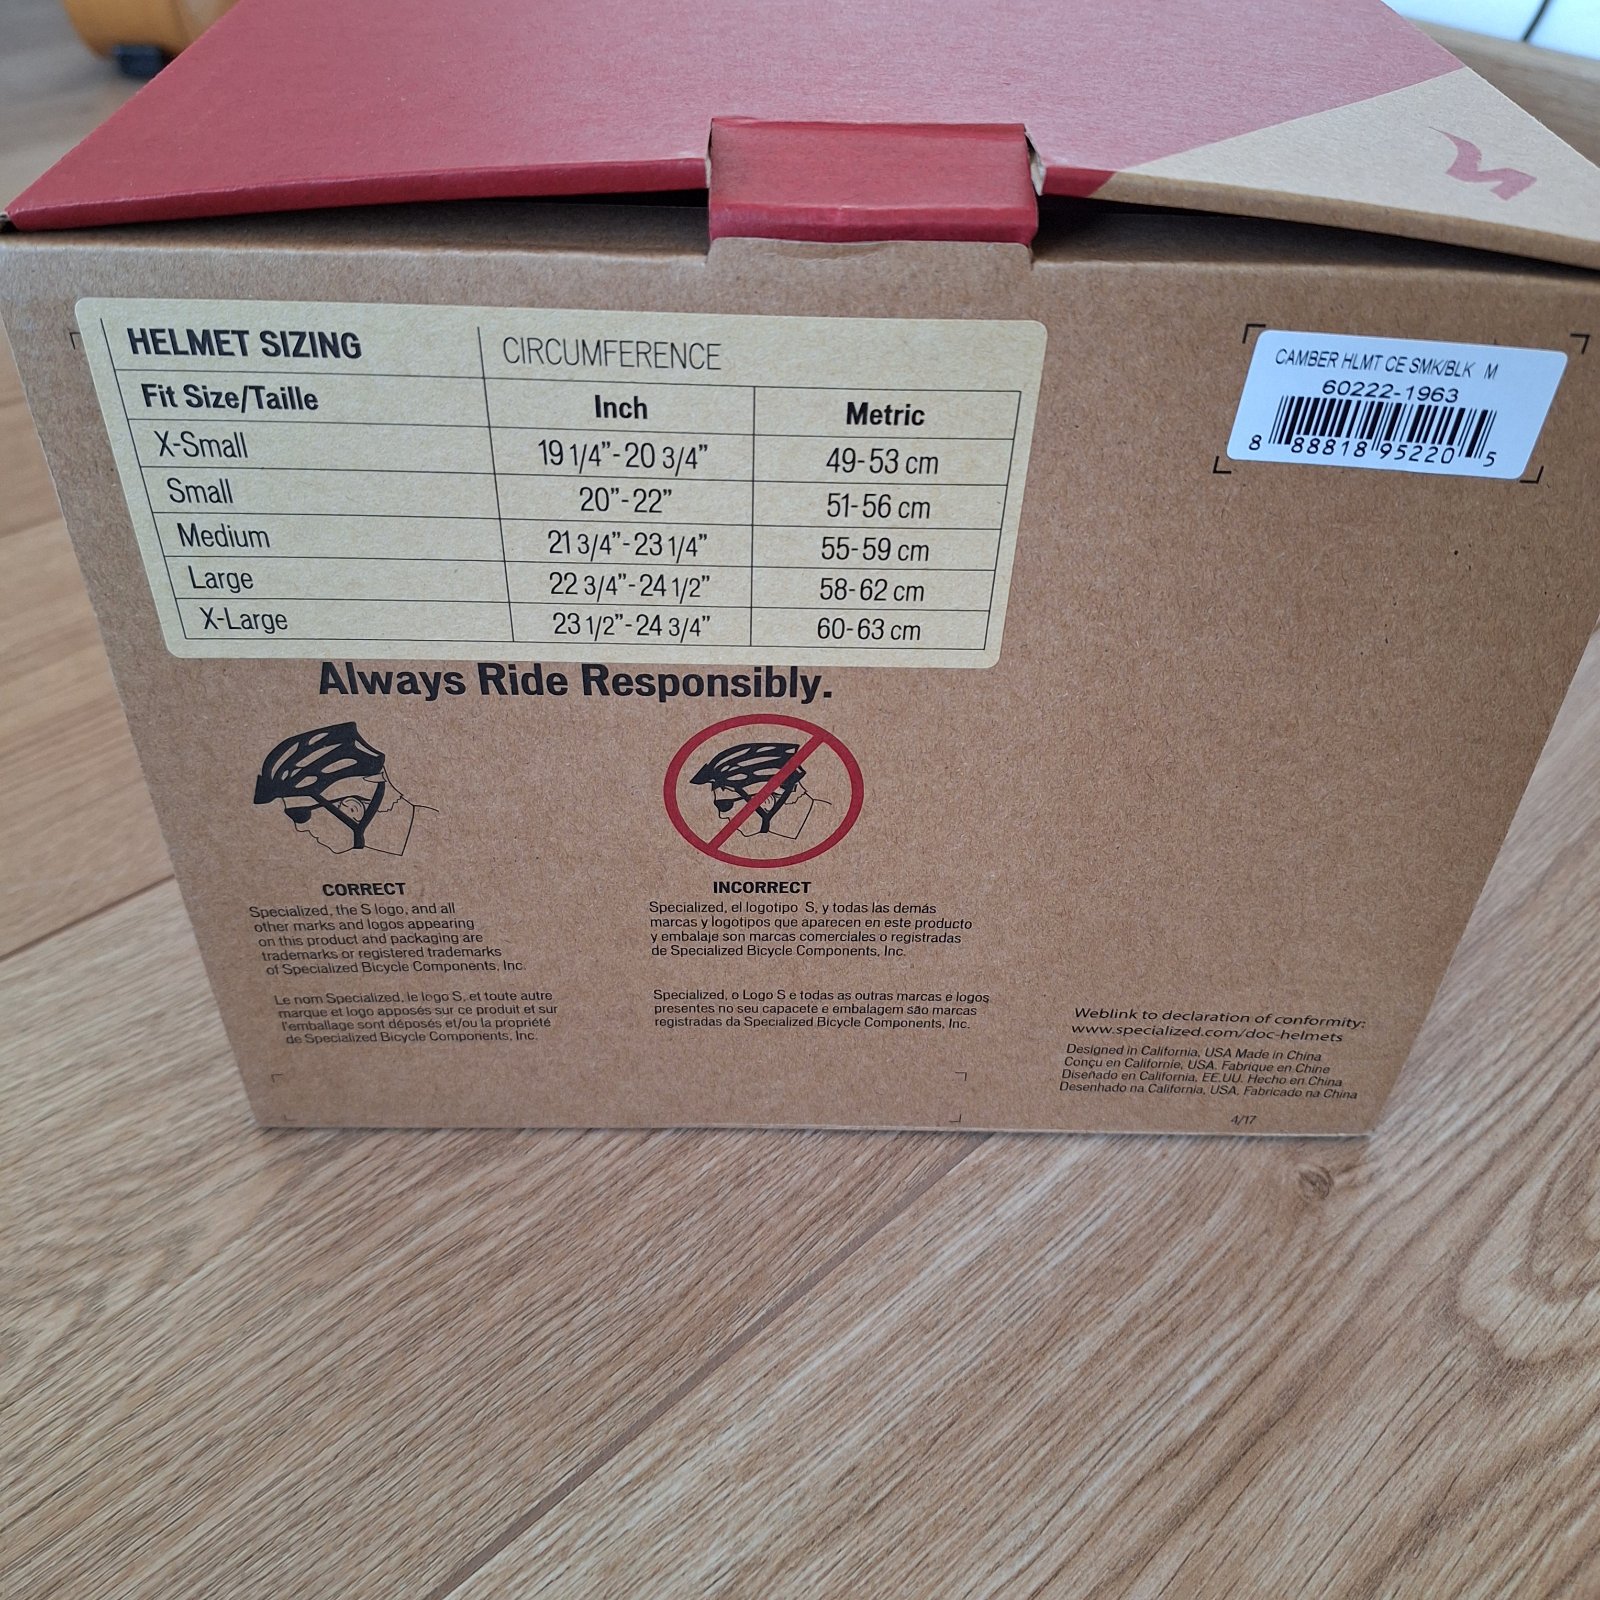 HELMET SIZING CIRCUMFERENCE
Fit Size/Taille Inch Metric
X-Small 19 1/4"-20 3/4" 49-53 cm
Small 20"-22" 51-56 cm
Medium 21 3/4"-23 1/4" 55-59 cm
Large 22 3/4"-24 1/2" 58-62 cm
X-Large 23 1/2"-24 3/4" 60-63 cm
CAMBER HLMT CE SMK/BLK M
60222-1963
8 88818 95220 5
Always Ride Responsibly.
CORRECT
Specialized, the S logo, and all
other marks and logos appearing
on this product and packaging are
trademarks or registered trademarks
of Specialized Bicycle Components, Inc.
Le nom Specialized, le logo S, et toute autre
marque et logo apposés sur ce produit et sur
l'emballage sont déposés et/ou la propriété
de Specialized Bicycle Components, Inc.
INCORRECT
Specialized, el logotipo S, y todas las demás
marcas y logotipos que aparecen en este producto
y embalaje son marcas comerciales o registradas
de Specialized Bicycle Components, Inc.
Specialized, o Logo S e todas as outras marcas e logos
presentes no seu capacete e embalagem são marcas
registradas da Specialized Bicycle Components, Inc.
Weblink to declaration of conformity:
www.specialized.com/doc-helmets
Designed in California, USA Made in China
Conçu en Californie, USA. Fabrique en Chine
Diseñado en California, EE.UU. Hecho en China
Desenhado na California, USA, Fabricado na China
4/17